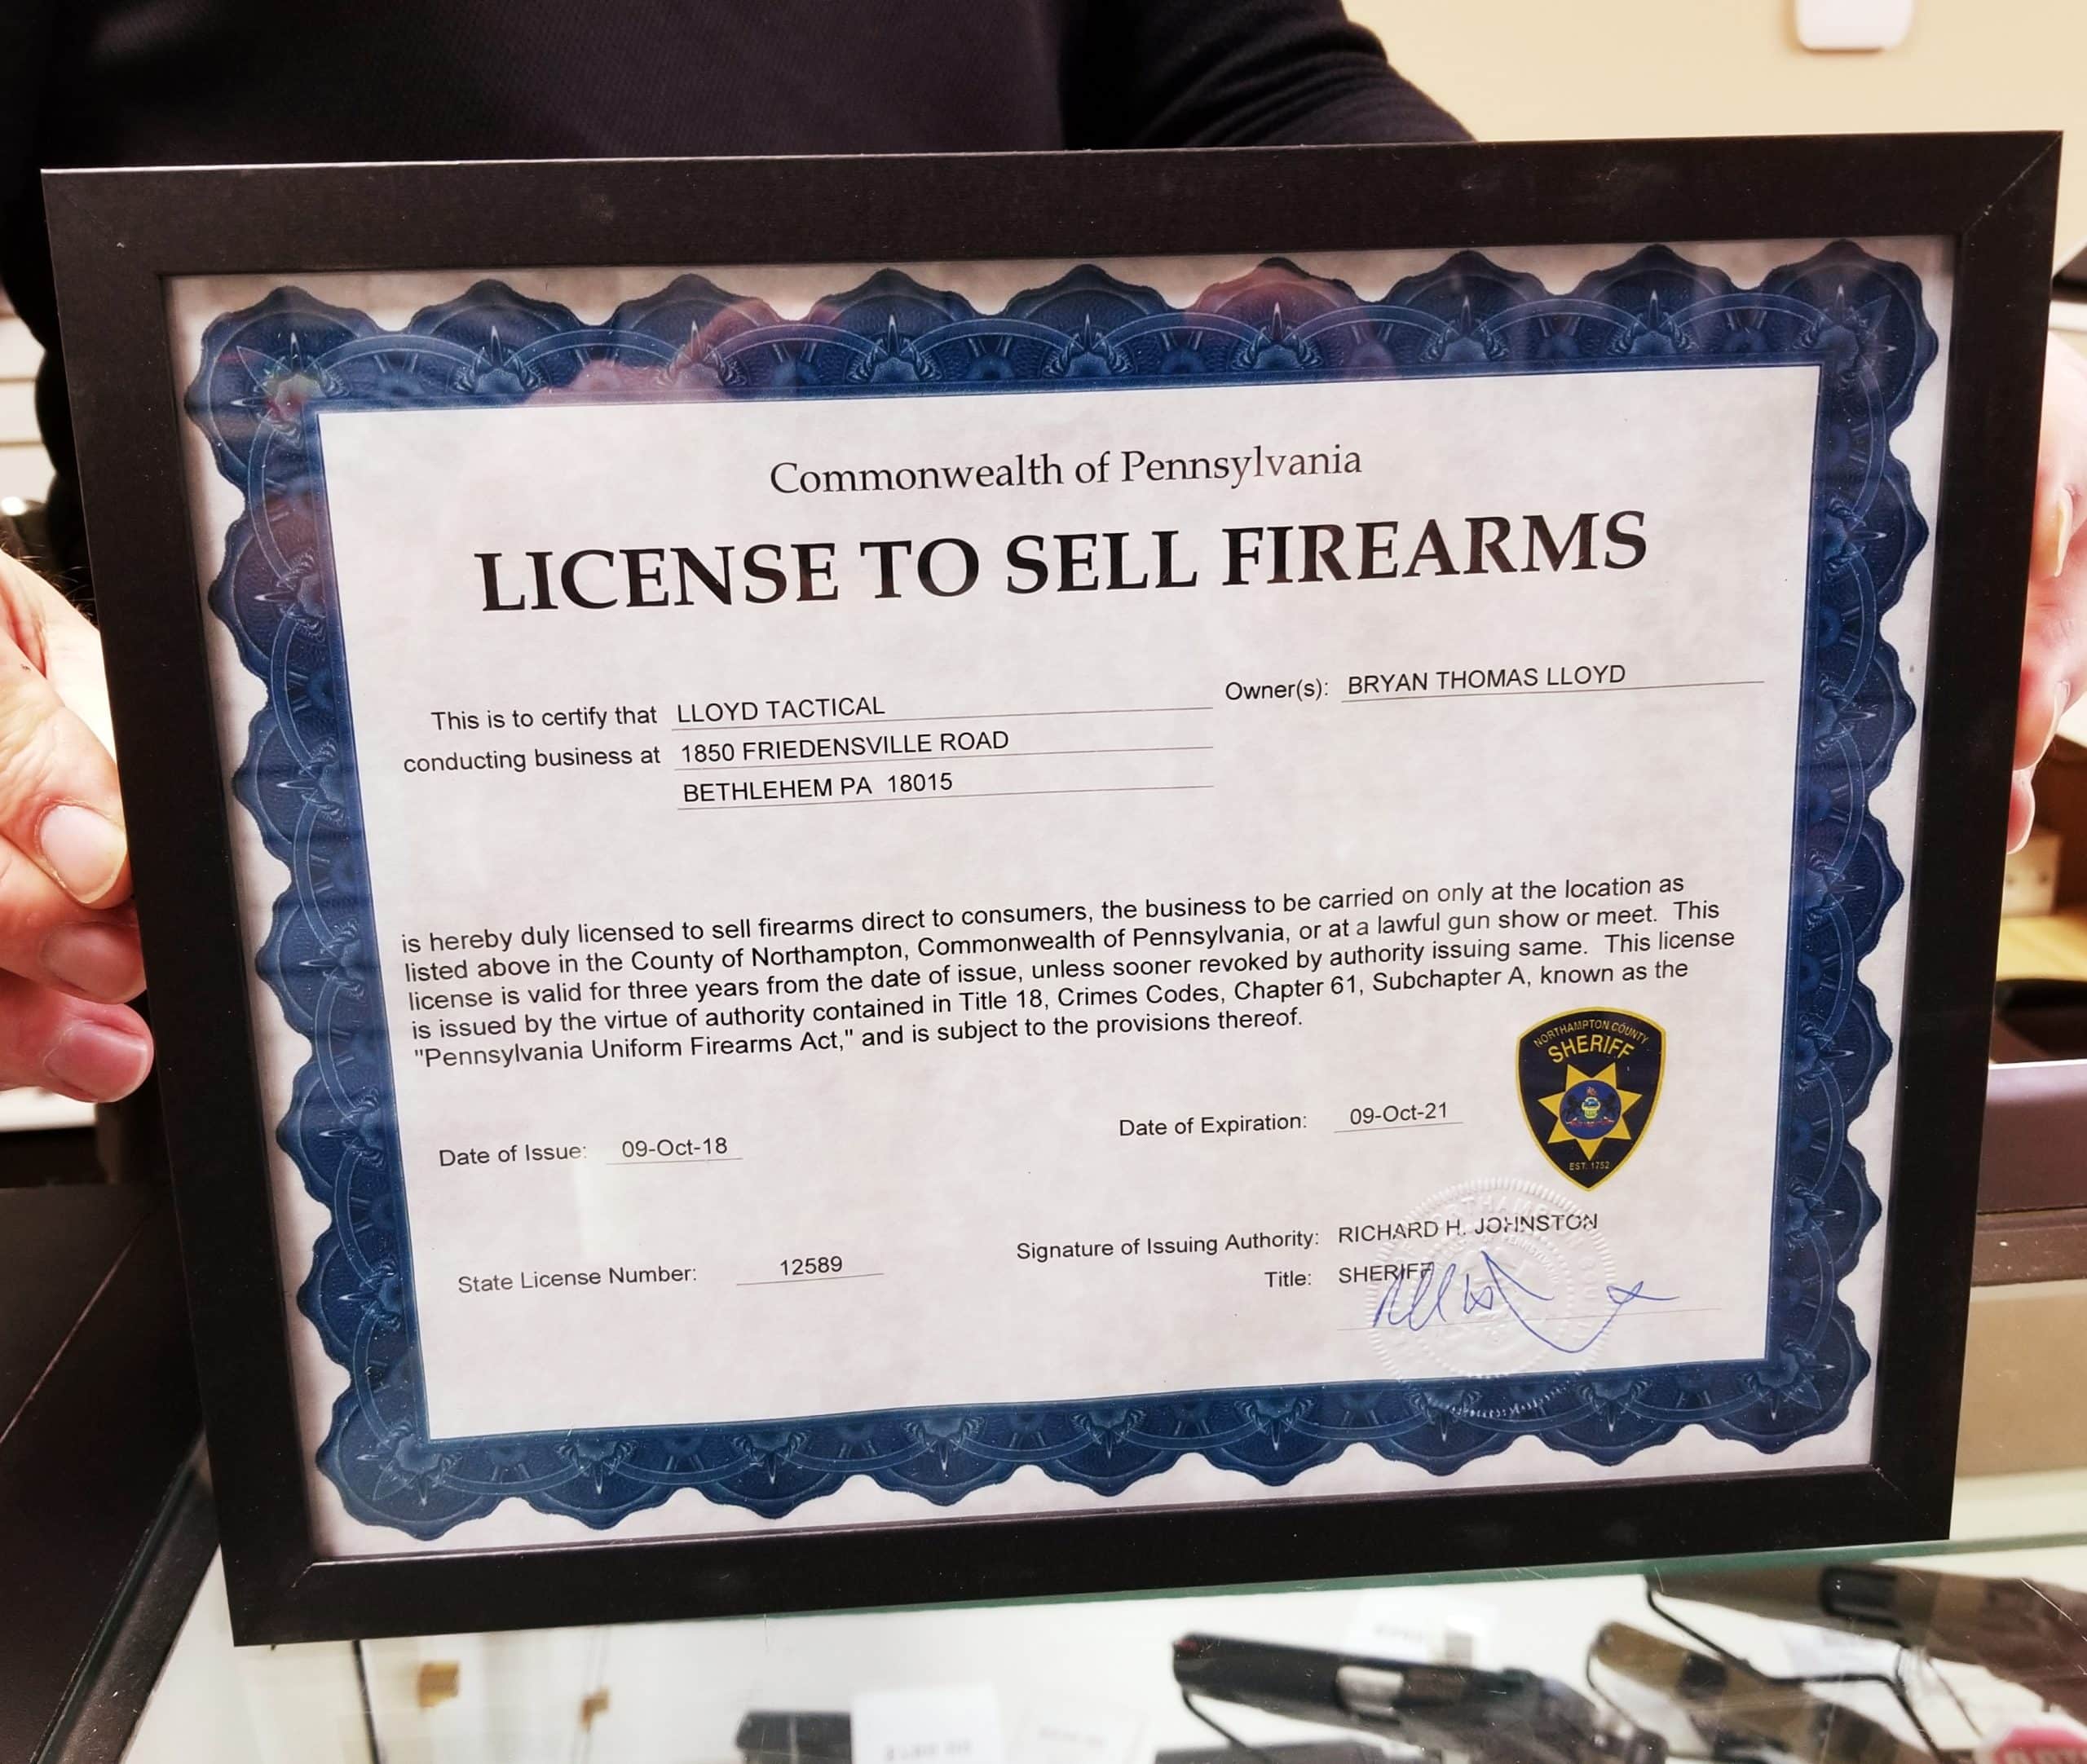 Commonwealth of Pennsylvania
LICENSE TO SELL FIREARMS
This is to certify that LLOYD TACTICAL
Owner(s): BRYAN THOMAS LLOYD
conducting business at 1850 FRIEDENSVILLE ROAD
BETHLEHEM PA 18015
is hereby duly licensed to sell firearms direct to consumers, the business to be carried on only at the location as
listed above in the County of Northampton, Commonwealth of Pennsylvania, or at a lawful gun show or meet. This
license is valid for three years from the date of issue, unless sooner revoked by authority issuing same. This license
is issued by the virtue of authority contained in Title 18, Crimes Codes, Chapter 61, Subchapter A, known as the
"Pennsylvania Uniform Firearms Act," and is subject to the provisions thereof.
NORTHAMPTON COUNTY
SHERIFF
EST. 1752
Date of Issue: 09-Oct-18
Date of Expiration: 09-Oct-21
State License Number: 12589
Signature of Issuing Authority: RICHARD H. JOHNSTON
Title: SHERIFF